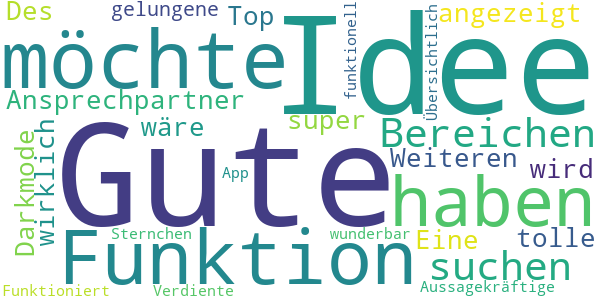 Des
gelungene
Top
Idee
funktionell
Übersichtlich
angezeigt
möchte
Ansprechpartner
super
wäre
Bereichen
Gute
Darkmode
wirklich
Weiteren
wird
App
haben
Sternchen
Funktion
wunderbar
Eine
tolle
suchen
Funktioniert
Verdiente
Aussagekräftige